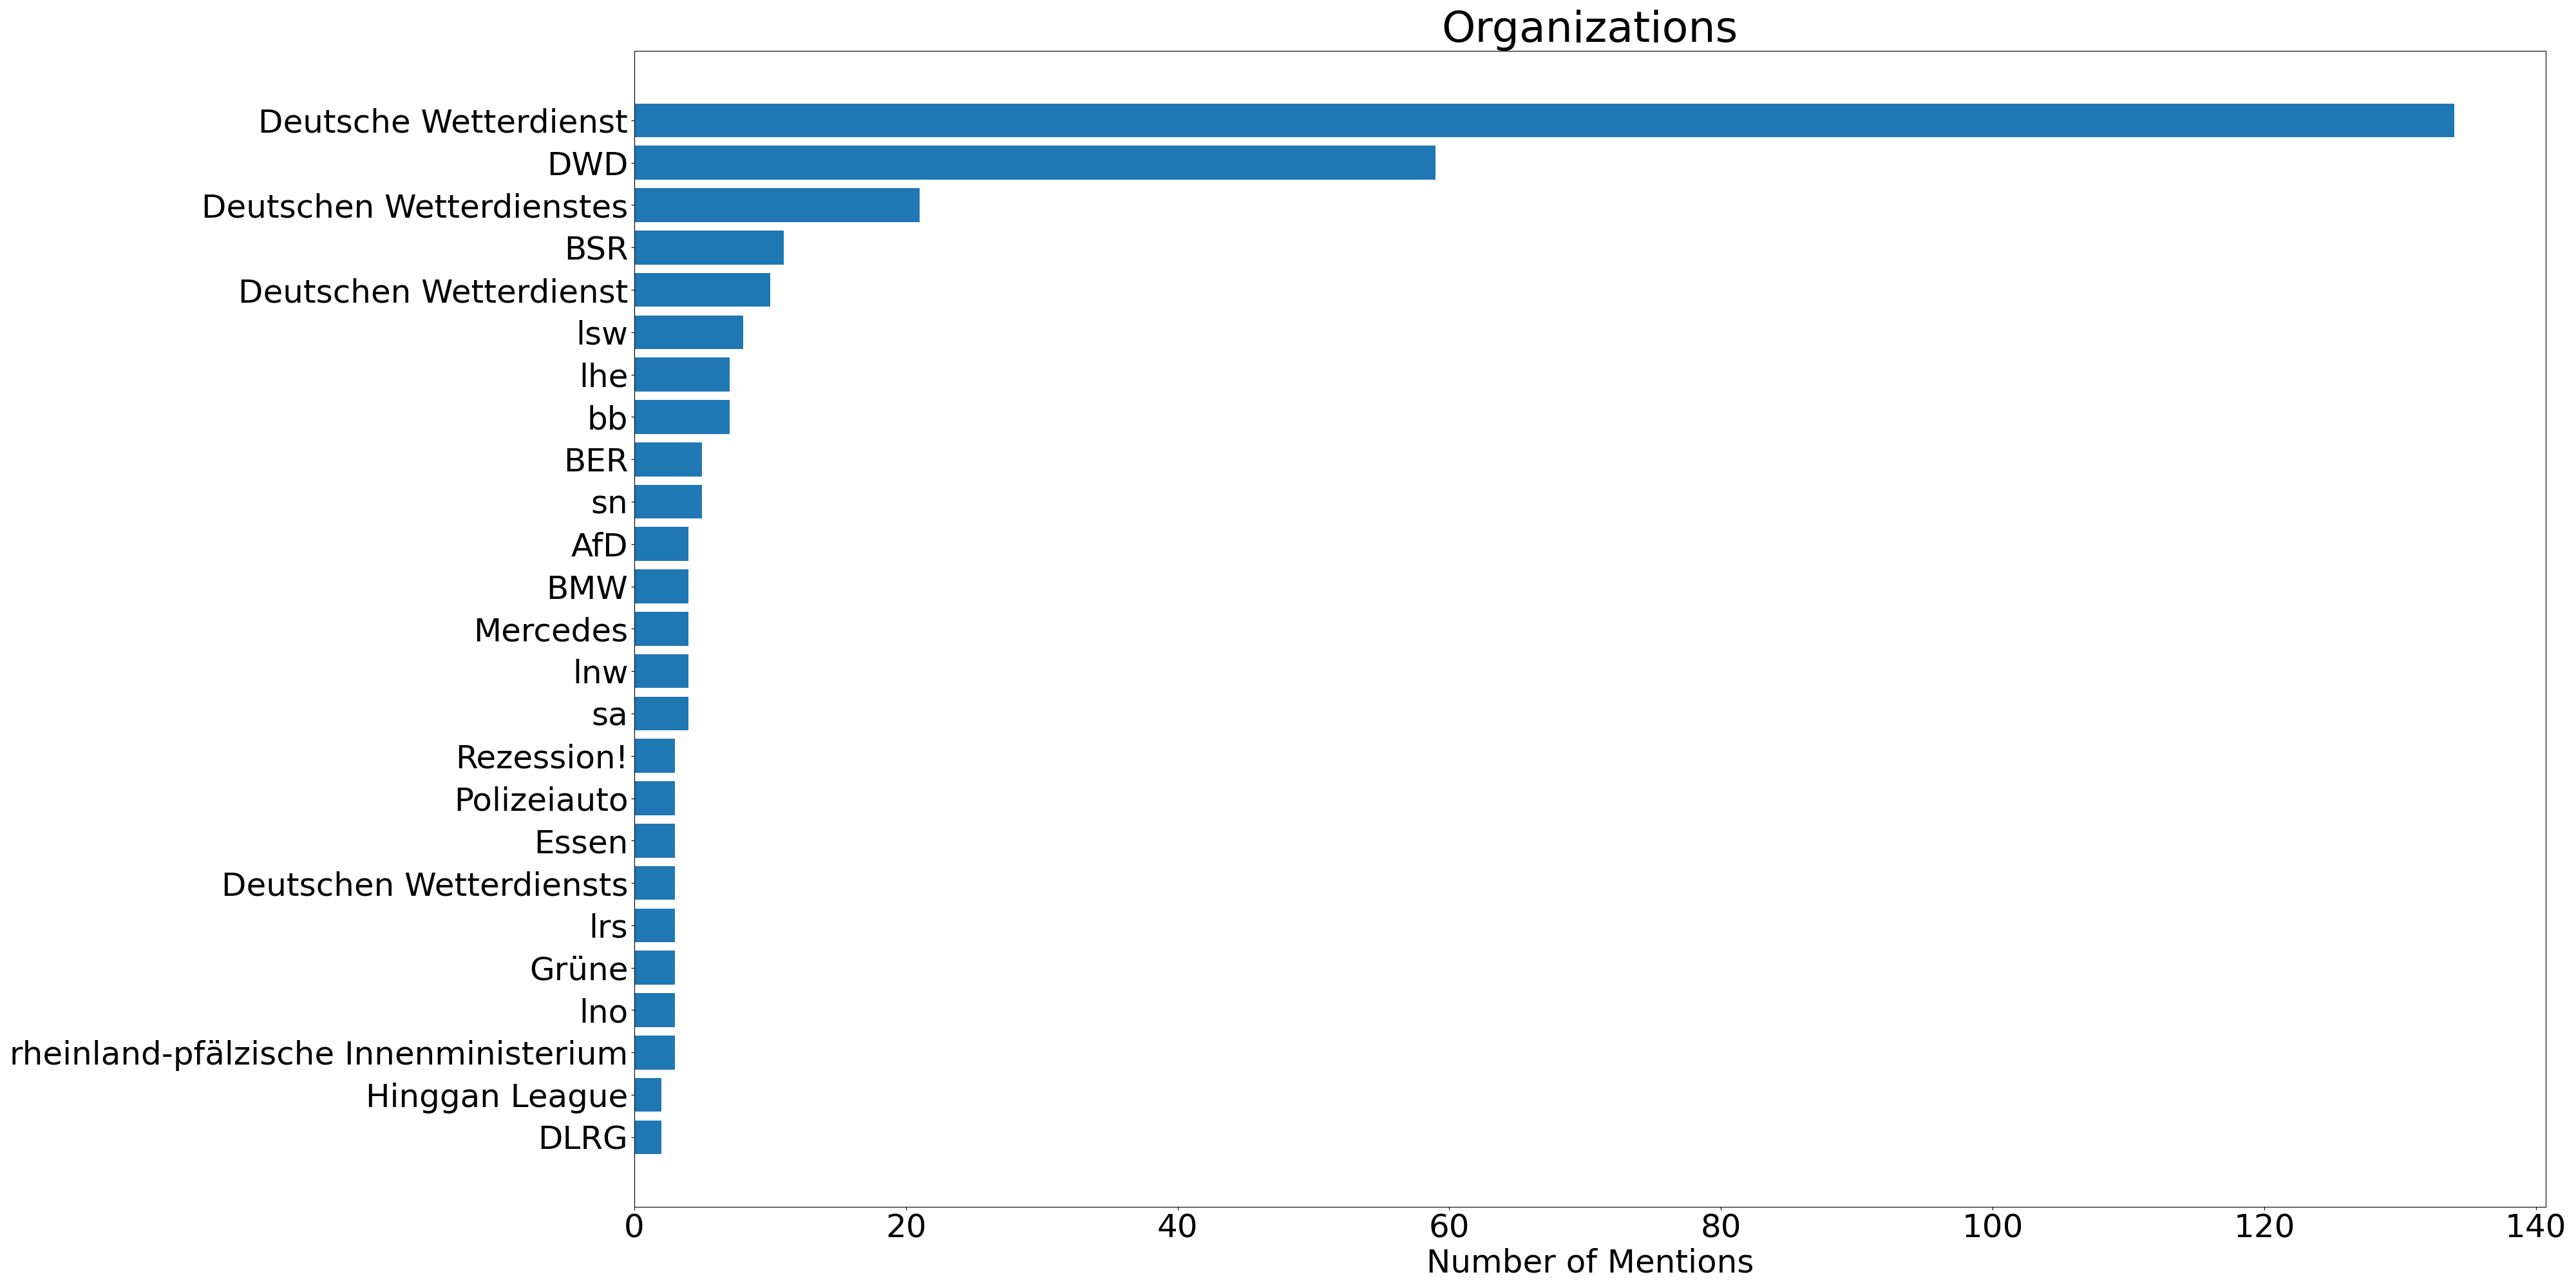 Organizations
Deutsche Wetterdienst
DWD
Deutschen Wetterdienstes
BSR
Deutschen Wetterdienst
lsw
lhe
bb
BER
sn
AfD
BMW
Mercedes
lnw
sa
Rezession!
Polizeiauto
Essen
Deutschen Wetterdiensts
lrs
Grüne
lno
rheinland-pfälzische Innenministerium
Hinggan League
DLRG
0 20 40 60 80 100 120 140
Number of Mentions